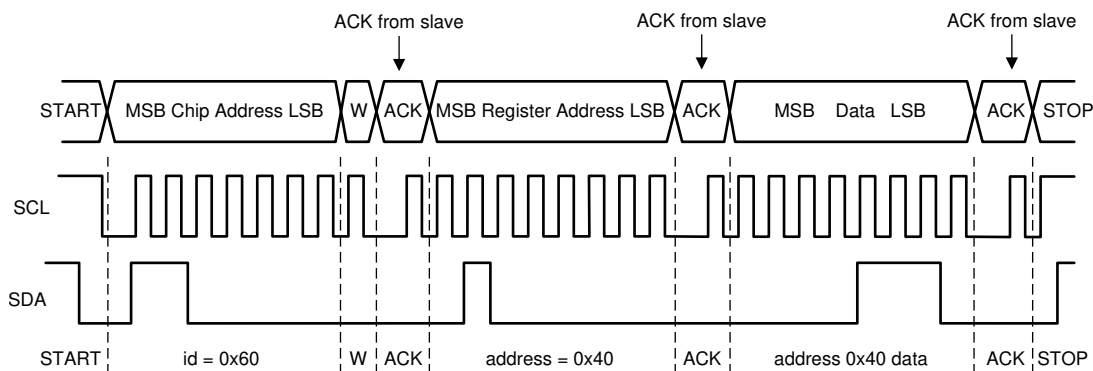 ACK from slave ACK from slave ACK from slave
START MSB Chip Address LSB W ACK MSB Register Address LSB ACK MSB Data LSB ACK STOP
SCL
SDA
START id = 0x60 W ACK address = 0x40 ACK address 0x40 data ACK STOP